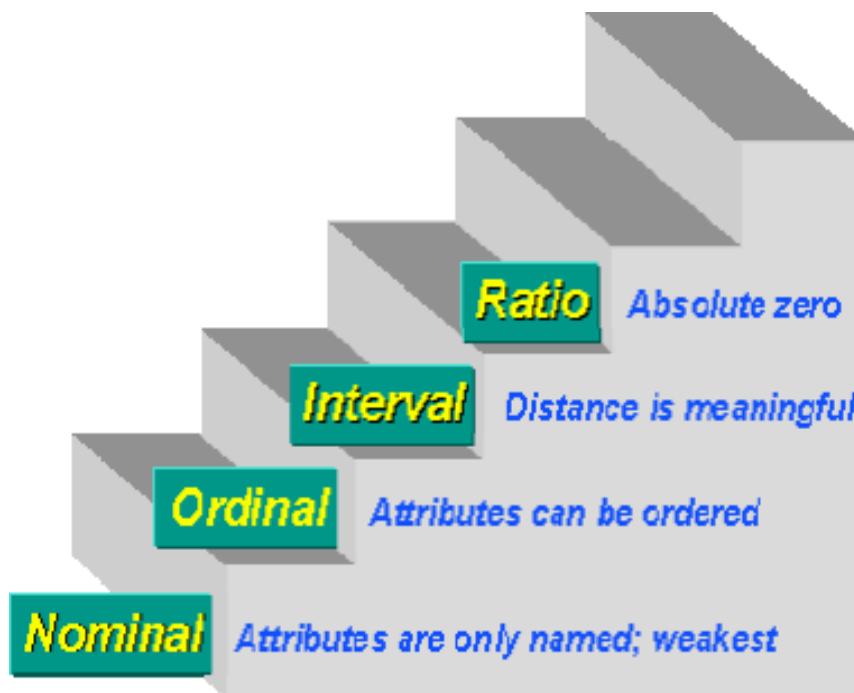 Ratio Absolute zero
Interval Distance is meaningful
Ordinal Attributes can be ordered
Nominal Attributes are only named; weakest